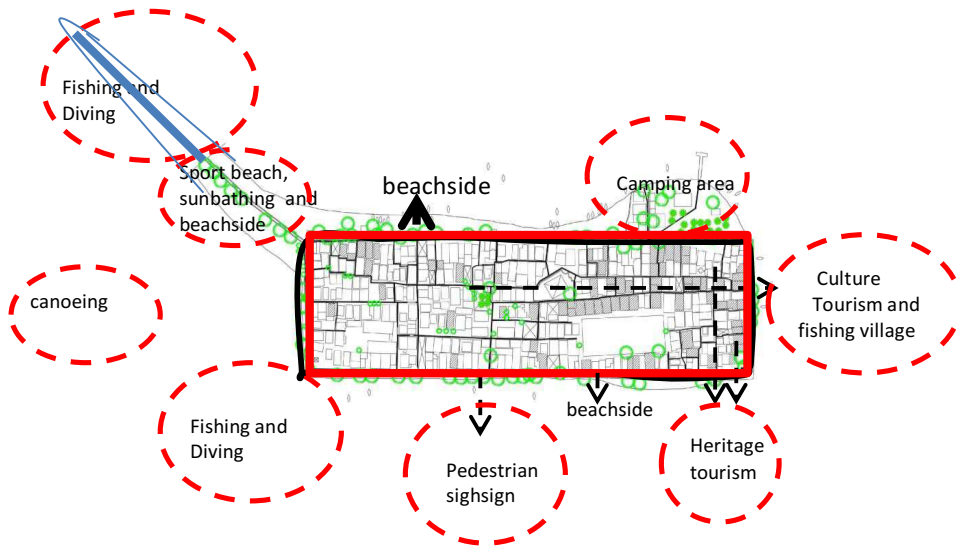 Fishing and
Diving
Sport beach,
sunbathing and
beachside
beachside
Camping area
canoeing
Culture
Tourism and
fishing village
Fishing and
Diving
Pedestrian
sighsign
beachside
Heritage
tourism